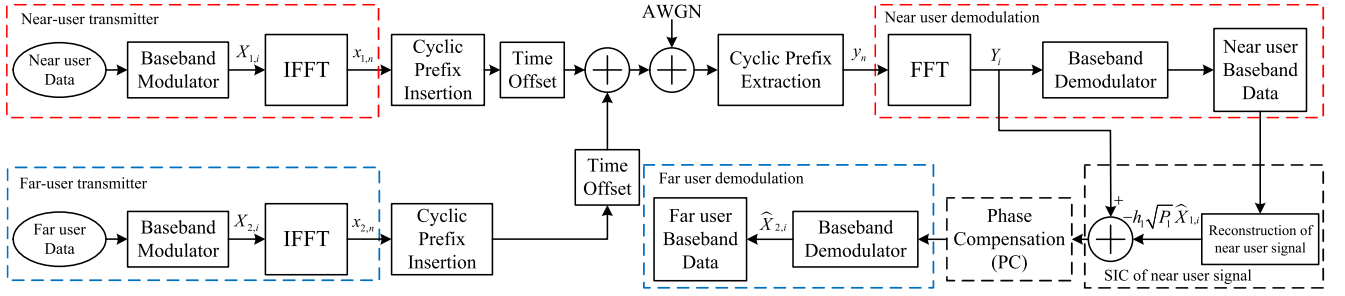 Near-user transmitter
Near user
Data
Baseband
Modulator
X₁,ᵢ
IFFT
x₁,ₙ
Cyclic
Prefix
Insertion
Time
Offset
AWGN
Cyclic Prefix
Extraction
yₙ
Near user demodulation
FFT
Yᵢ
Baseband
Demodulator
Near user
Baseband
Data
Far-user transmitter
Far user
Data
Baseband
Modulator
X₂,ᵢ
IFFT
x₂,ₙ
Cyclic
Prefix
Insertion
Time
Offset
Far user demodulation
Far user
Baseband
Data
X̂₂,ᵢ
Baseband
Demodulator
Phase
Compensation
(PC)
+
−h₁√P₁ X̂₁,ᵢ
Reconstruction of
near user signal
SIC of near user signal